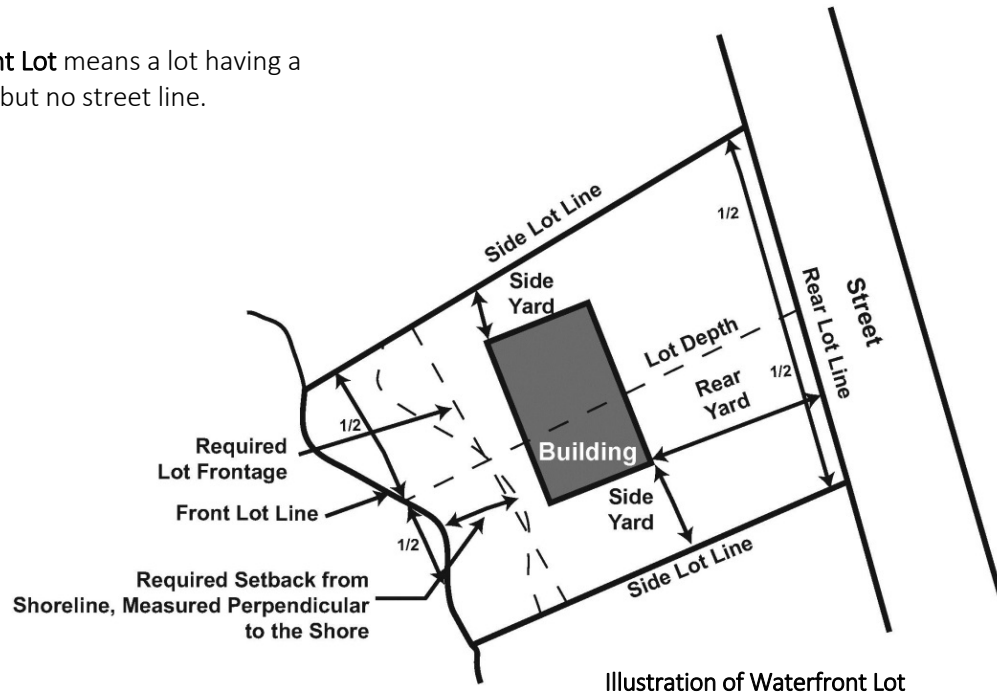 nt Lot means a lot having a
but no street line.
Side Lot Line
1/2
Side
Yard
Street
Rear Lot Line
Lot Depth
1/2
Rear
Yard
1/2
Required
Lot Frontage
Building
Front Lot Line
Side
Yard
1/2
Side Lot Line
Required Setback from
Shoreline, Measured Perpendicular
to the Shore
Illustration of Waterfront Lot